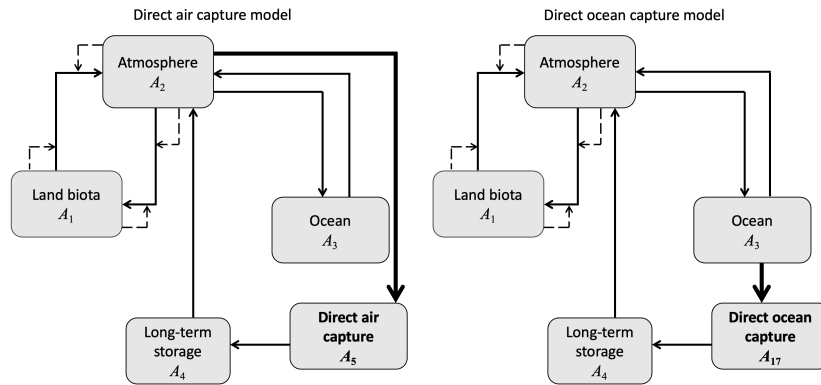 Direct air capture model
Atmosphere
A₂
Land biota
A₁
Ocean
A₃
Direct air
capture
A₅
Long-term
storage
A₄
Direct ocean capture model
Atmosphere
A₂
Land biota
A₁
Ocean
A₃
Direct ocean
capture
A₁₇
Long-term
storage
A₄